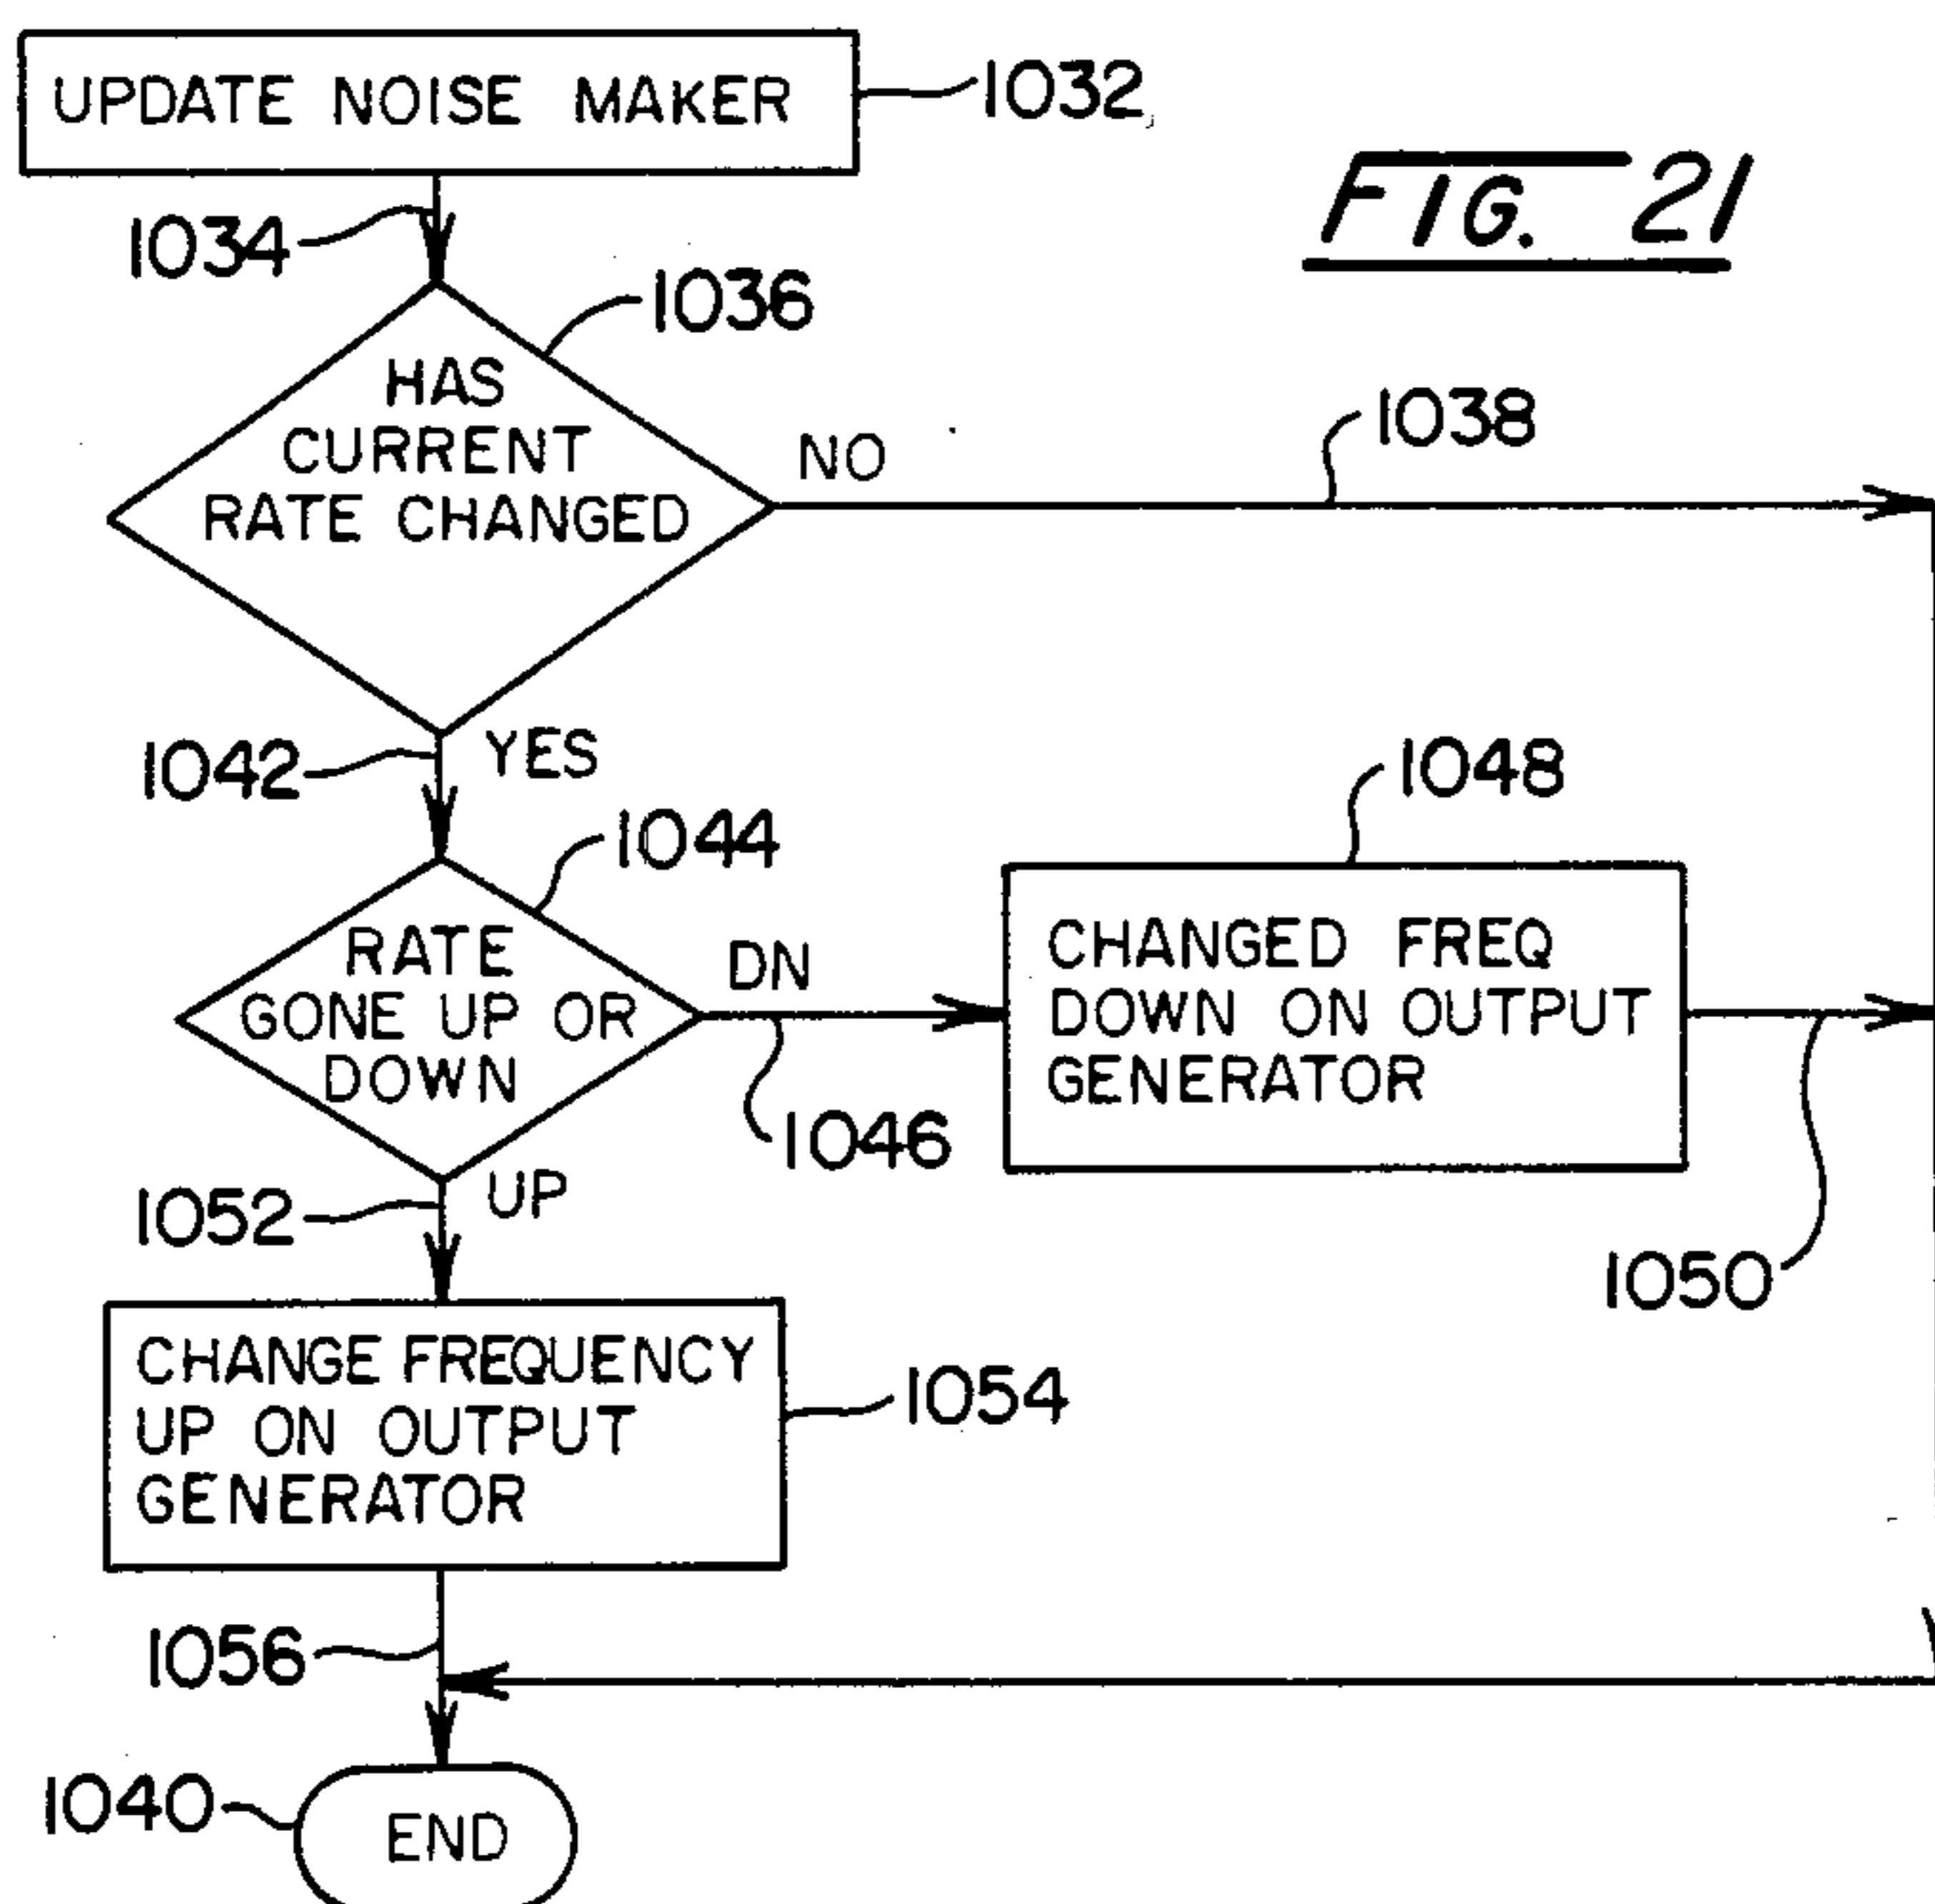 UPDATE NOISE MAKER
1032
FIG. 21
1034
1036
HAS
CURRENT
RATE CHANGED
NO
1038
1042
YES
1044
RATE
GONE UP OR
DOWN
DN
1046
1048
CHANGED FREQ
DOWN ON OUTPUT
GENERATOR
1050
1052
UP
CHANGE FREQUENCY
UP ON OUTPUT
GENERATOR
1054
1056
1040
END